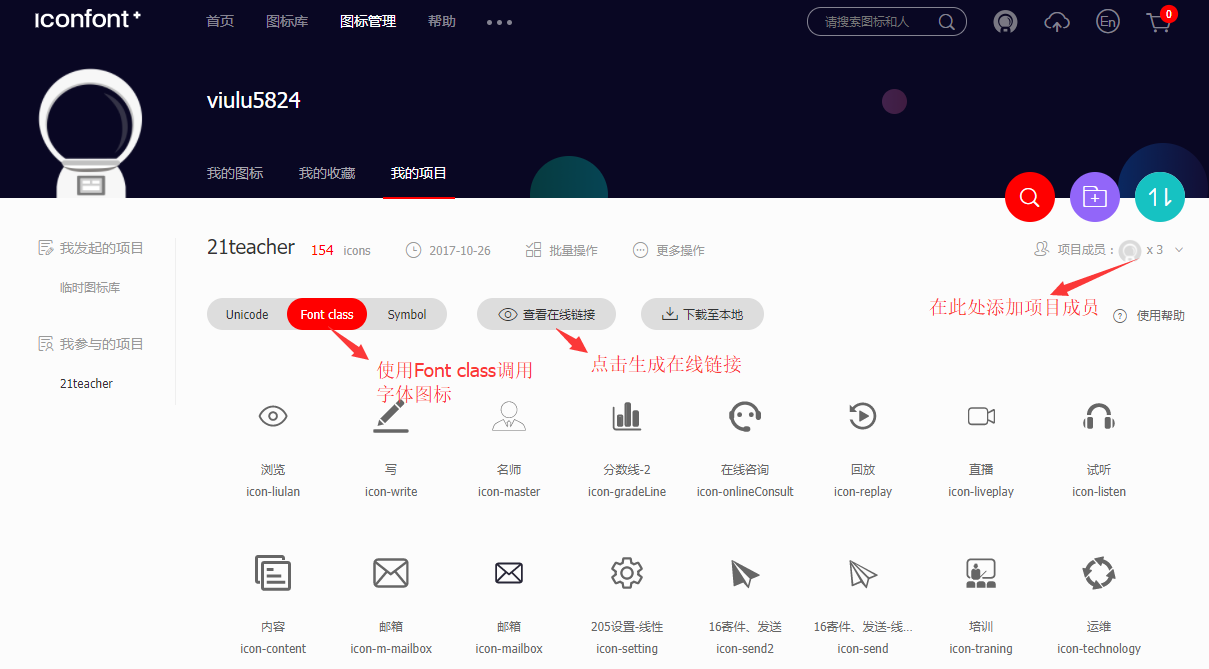 iconfont+
首页 图标库 图标管理 帮助 •••
请搜索图标和人
En
0
viulu5824
我的图标 我的收藏 我的项目
我发起的项目
临时图标库
我参与的项目
21teacher
21teacher 154 icons 2017-10-26 批量操作 更多操作 项目成员： x 3
在此处添加项目成员
使用帮助
Unicode Font class Symbol 查看在线链接 下载至本地
使用Font class调用
字体图标
点击生成在线链接
浏览 写 名师 分数线-2 在线咨询 回放 直播 试听
icon-liulan icon-write icon-master icon-gradeLine icon-onlineConsult icon-replay icon-liveplay icon-listen
内容 邮箱 邮箱 205设置-线性 16寄件、发送 16寄件、发送-线... 培训 运维
icon-content icon-m-mailbox icon-mailbox icon-setting icon-send2 icon-send icon-traning icon-technology